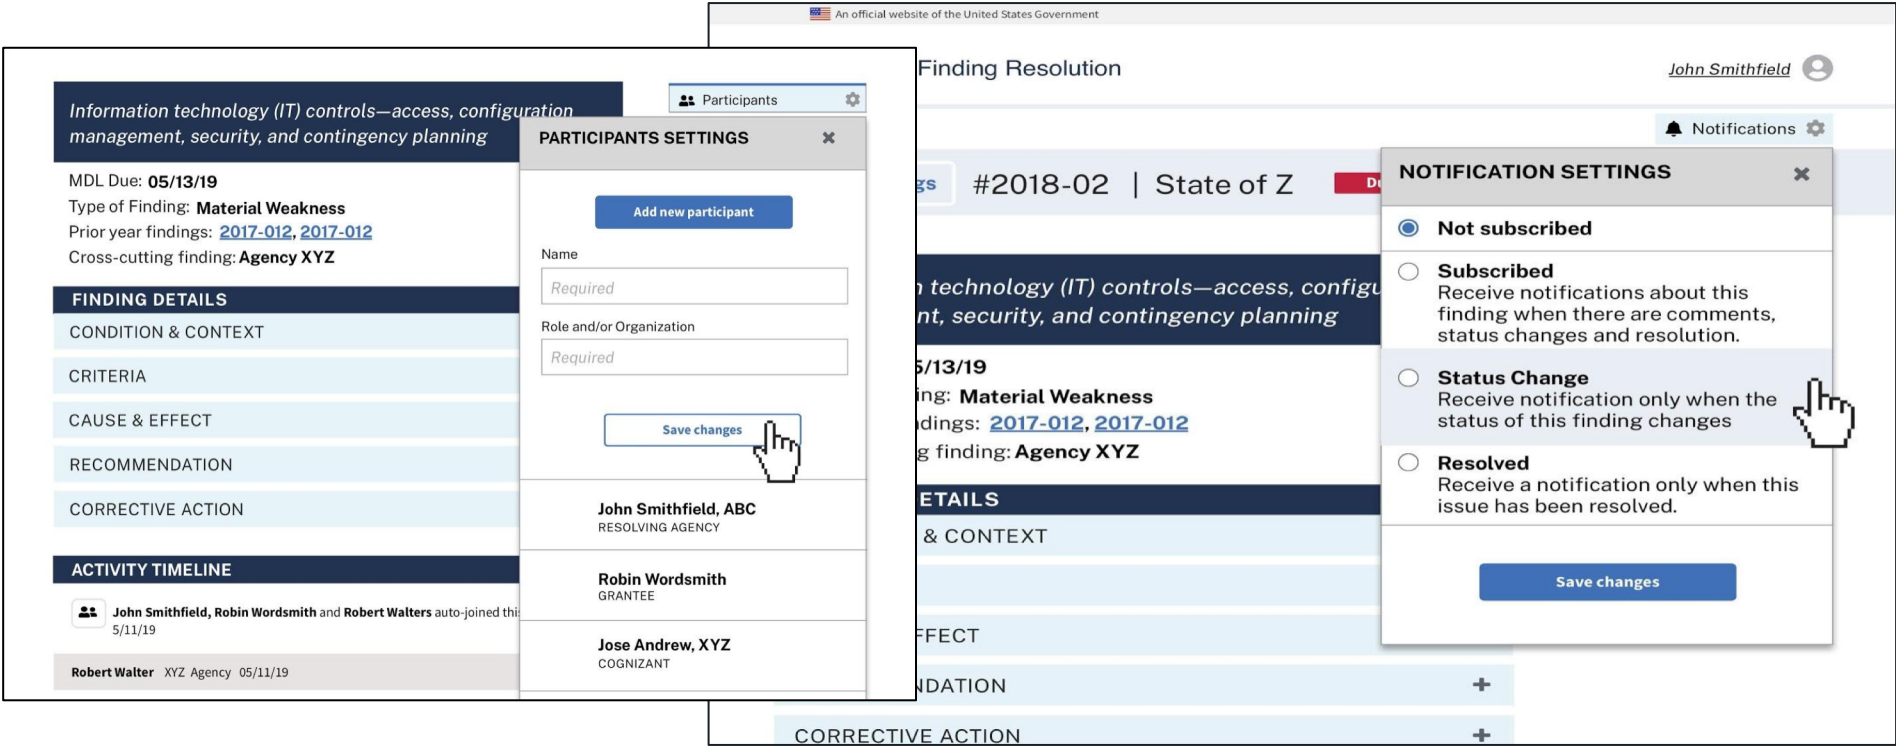 Information technology (IT) controls—access, configuration
management, security, and contingency planning
MDL Due: 05/13/19
Type of Finding: Material Weakness
Prior year findings: 2017-012, 2017-012
Cross-cutting finding: Agency XYZ
FINDING DETAILS
CONDITION & CONTEXT
CRITERIA
CAUSE & EFFECT
RECOMMENDATION
CORRECTIVE ACTION
ACTIVITY TIMELINE
John Smithfield, Robin Wordsmith and Robert Walters auto-joined
5/11/19
Robert Walter XYZ Agency 05/11/19
Participants
PARTICIPANTS SETTINGS
Add new participant
Name
Required
Role and/or Organization
Required
Save changes
John Smithfield, ABC
RESOLVING AGENCY
Robin Wordsmith
GRANTEE
Jose Andrew, XYZ
COGNIZANT
An official website of the United States Government
Finding Resolution
John Smithfield
Notifications
#2018-02 | State of Z
technology (IT) controls—access,
security, and contingency planning
5/13/19
Material Weakness
2017-012, 2017-012
finding: Agency XYZ
ETAILS
& CONTEXT
FFECT
NDATION
CORRECTIVE ACTION
NOTIFICATION SETTINGS
Not subscribed
Subscribed
Receive notifications about this
finding when there are comments,
status changes and resolution.
Status Change
Receive notification only when the
status of this finding changes
Resolved
Receive a notification only when this
issue has been resolved.
Save changes